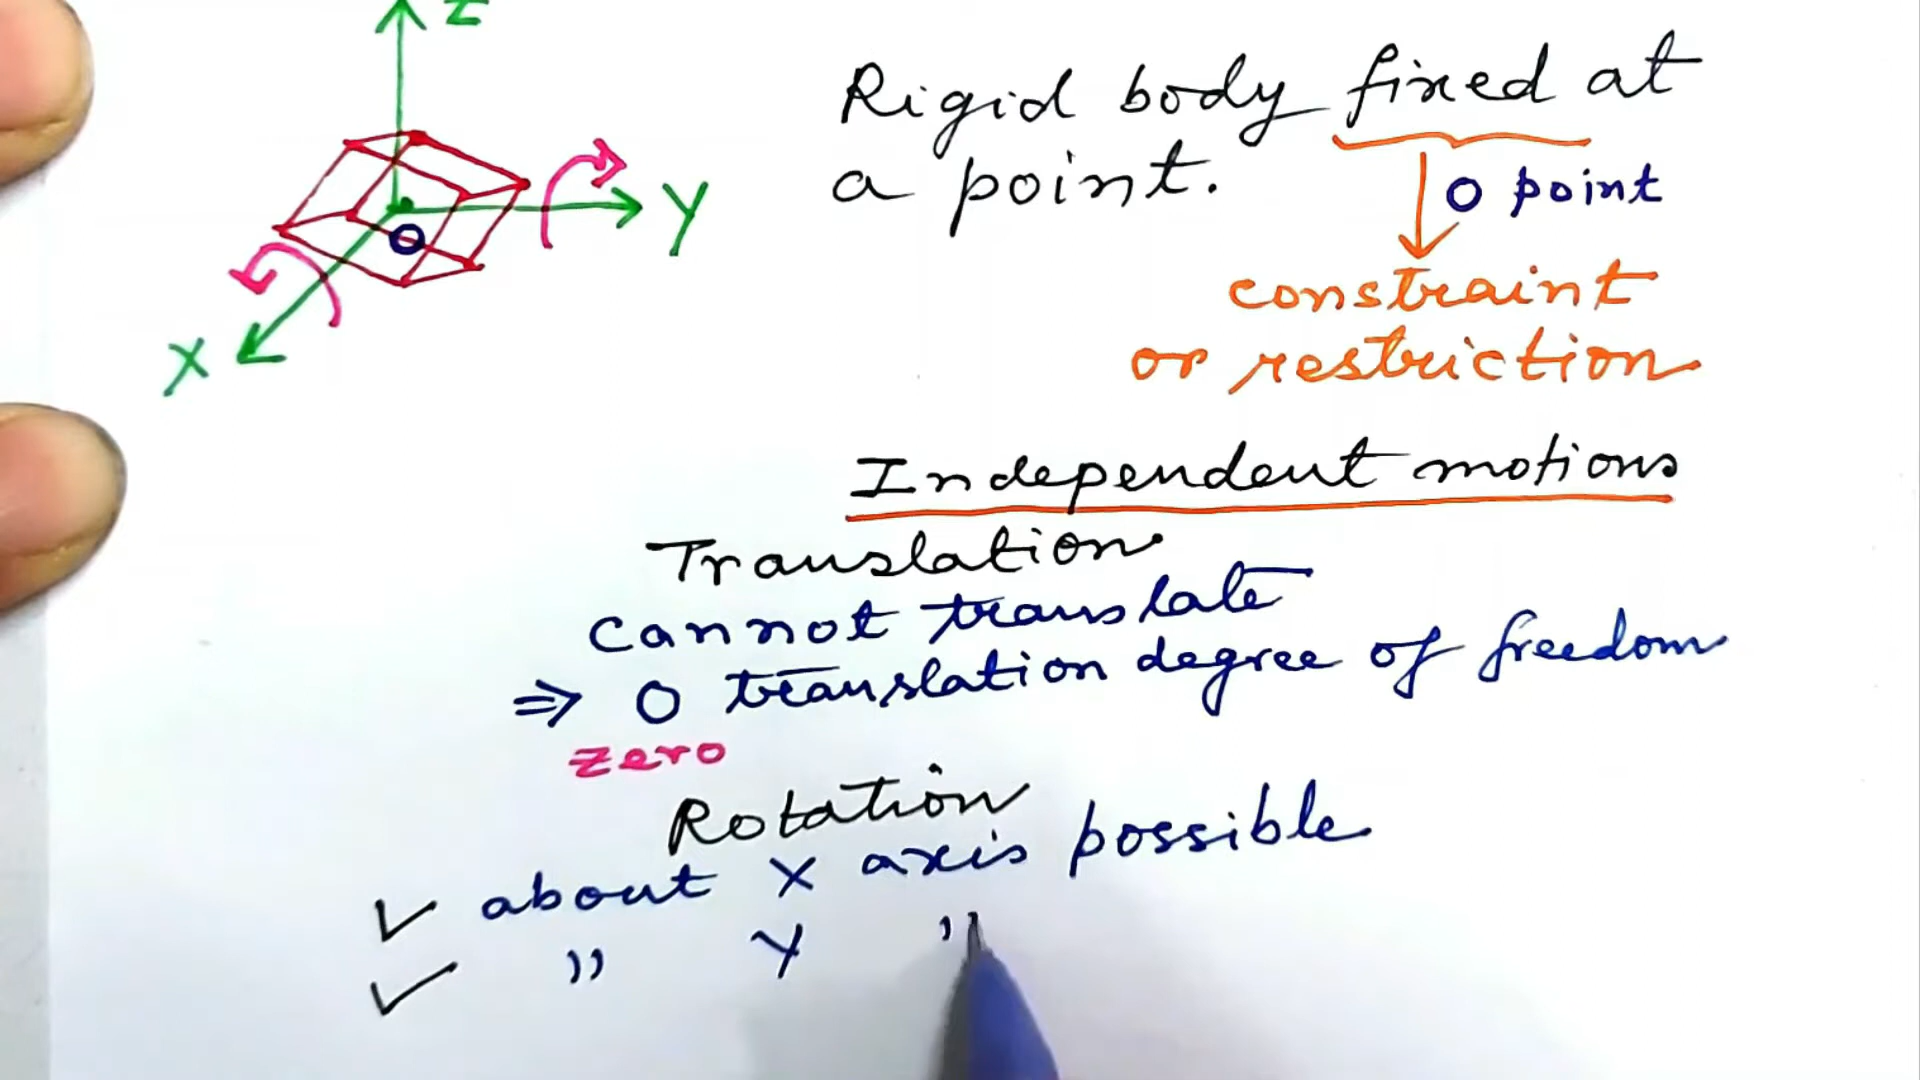 Z
Y
X
O
Rigid body fixed at
a point.
O point
constraint
or restriction
Independent motions
Translation
cannot translate
⇒ 0 translation degree of freedom
zero
Rotation
✓ about X axis possible
✓ " Y "